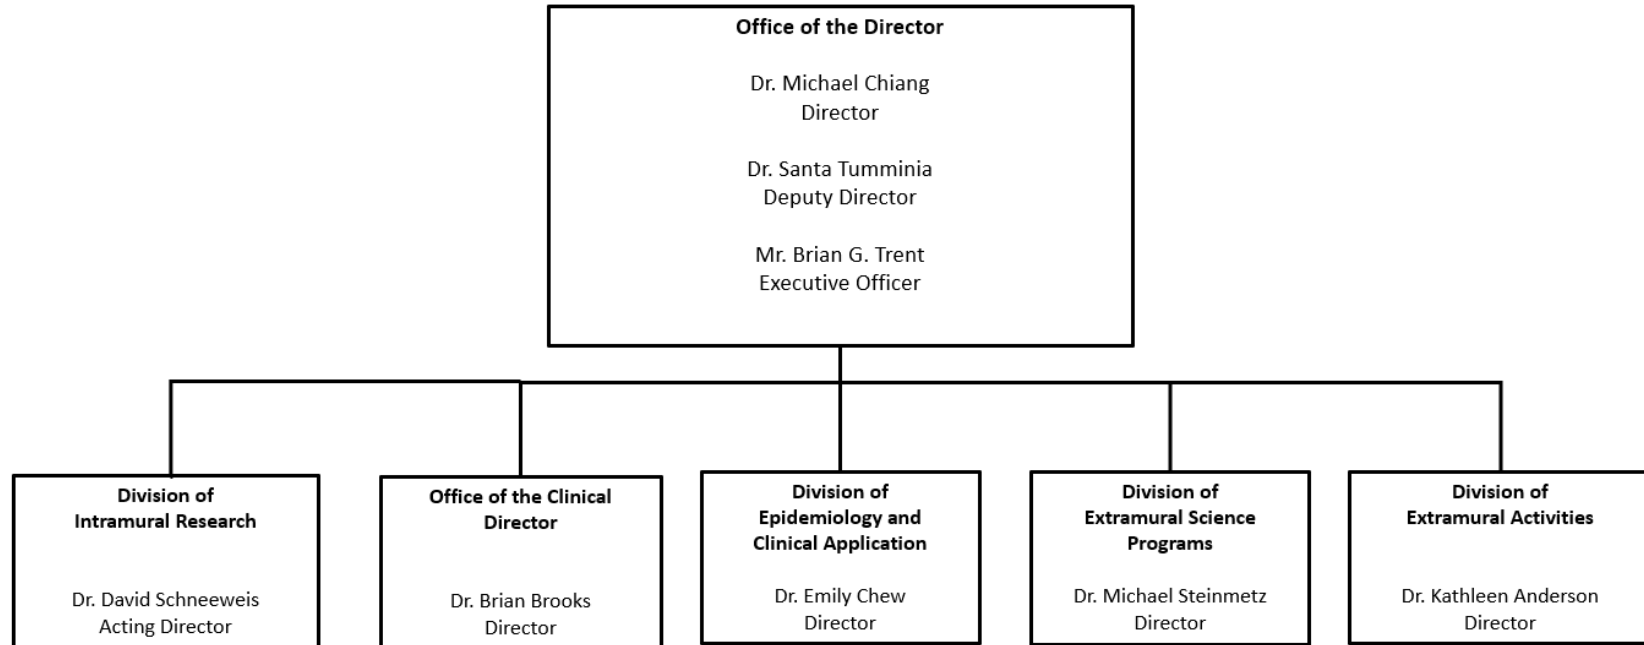 Office of the Director
Dr. Michael Chiang
Director
Dr. Santa Tumminia
Deputy Director
Mr. Brian G. Trent
Executive Officer
Division of
Intramural Research
Dr. David Schneeweis
Acting Director
Office of the Clinical
Director
Dr. Brian Brooks
Director
Division of
Epidemiology and
Clinical Application
Dr. Emily Chew
Director
Division of
Extramural Science
Programs
Dr. Michael Steinmetz
Director
Division of
Extramural Activities
Dr. Kathleen Anderson
Director